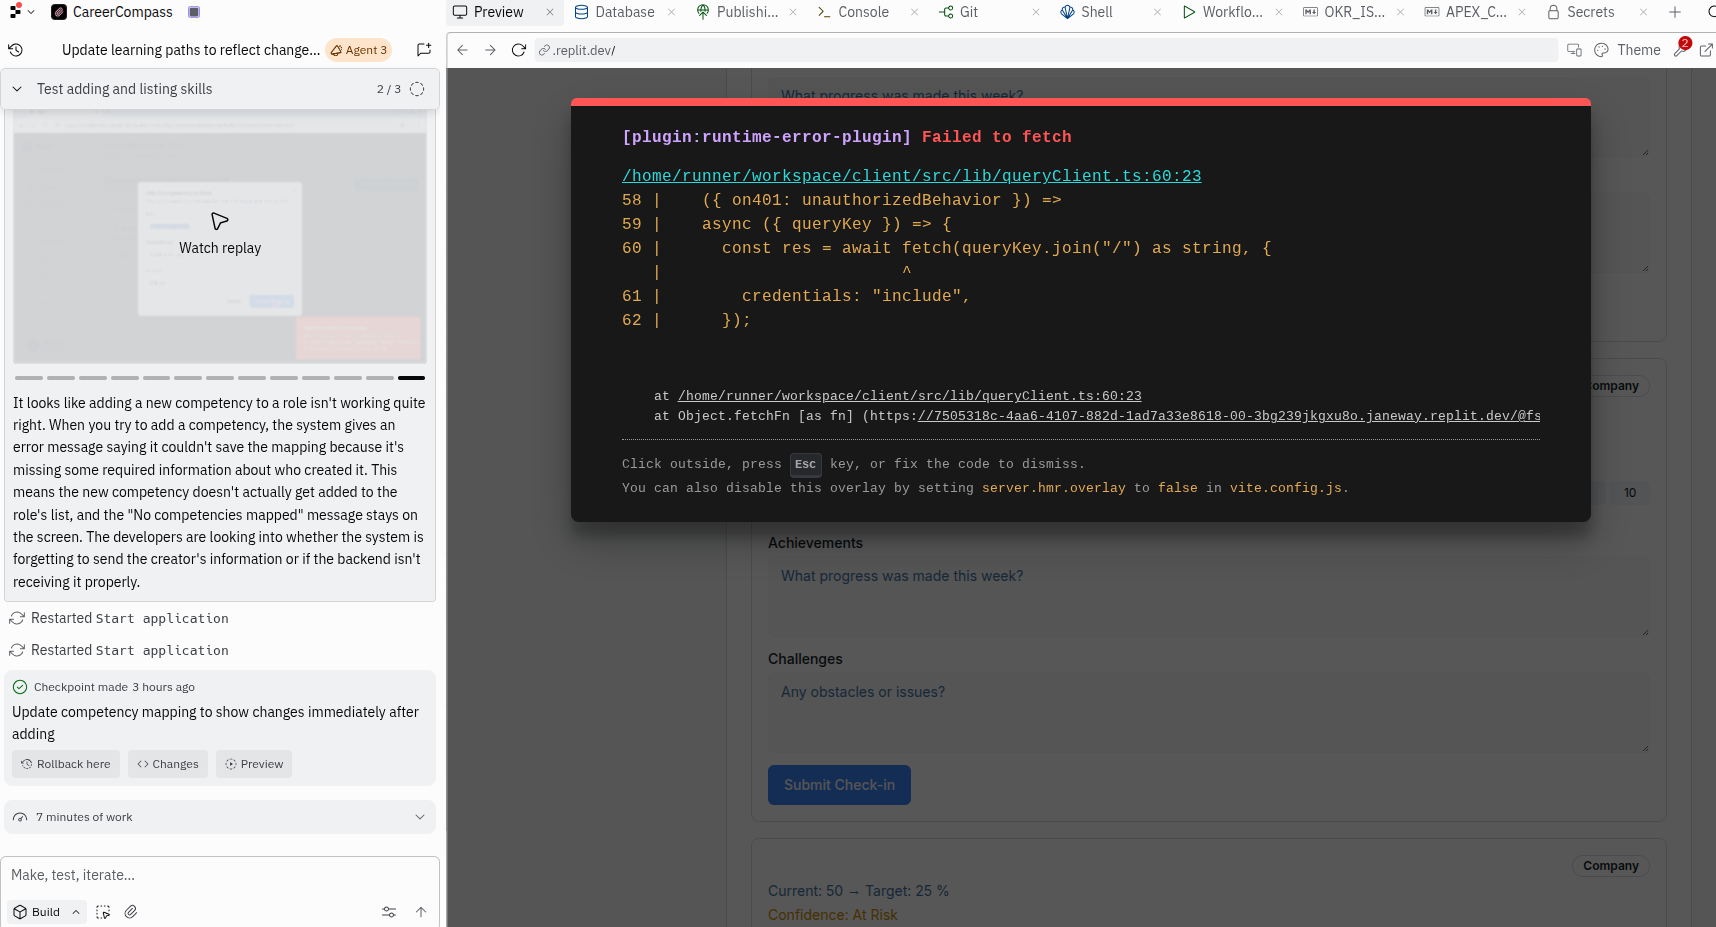 CareerCompass
Preview
Database
Publishi...
Console
Git
Shell
Workflo...
OKR_IS...
APEX_C...
Secrets
Update learning paths to reflect change...
Agent 3
.replit.dev/
Theme
2
Test adding and listing skills
2 / 3
Watch replay
It looks like adding a new competency to a role isn't working quite
right. When you try to add a competency, the system gives an
error message saying it couldn't save the mapping because it's
missing some required information about who created it. This
means the new competency doesn't actually get added to the
role's list, and the "No competencies mapped" message stays on
the screen. The developers are looking into whether the system is
forgetting to send the creator's information or if the backend isn't
receiving it properly.
Restarted Start application
Restarted Start application
Checkpoint made 3 hours ago
Update competency mapping to show changes immediately after
adding
Rollback here
Changes
Preview
7 minutes of work
Make, test, iterate...
Build
What progress was made this week?
[plugin:runtime-error-plugin] Failed to fetch
/home/runner/workspace/client/src/lib/queryClient.ts:60:23
58 |    ({ on401: unauthorizedBehavior }) =>
59 |    async ({ queryKey }) => {
60 |      const res = await fetch(queryKey.join("/") as string, {
   |                        ^
61 |        credentials: "include",
62 |      });
at /home/runner/workspace/client/src/lib/queryClient.ts:60:23
at Object.fetchFn [as fn] (https://7505318c-4aa6-4107-882d-1ad7a33e8618-00-3bg239jkgxu8o.janeway.replit.dev/@fs
Click outside, press Esc key, or fix the code to dismiss.
You can also disable this overlay by setting server.hmr.overlay to false in vite.config.js.
ompany
10
Achievements
What progress was made this week?
Challenges
Any obstacles or issues?
Submit Check-in
Company
Current: 50 → Target: 25 %
Confidence: At Risk